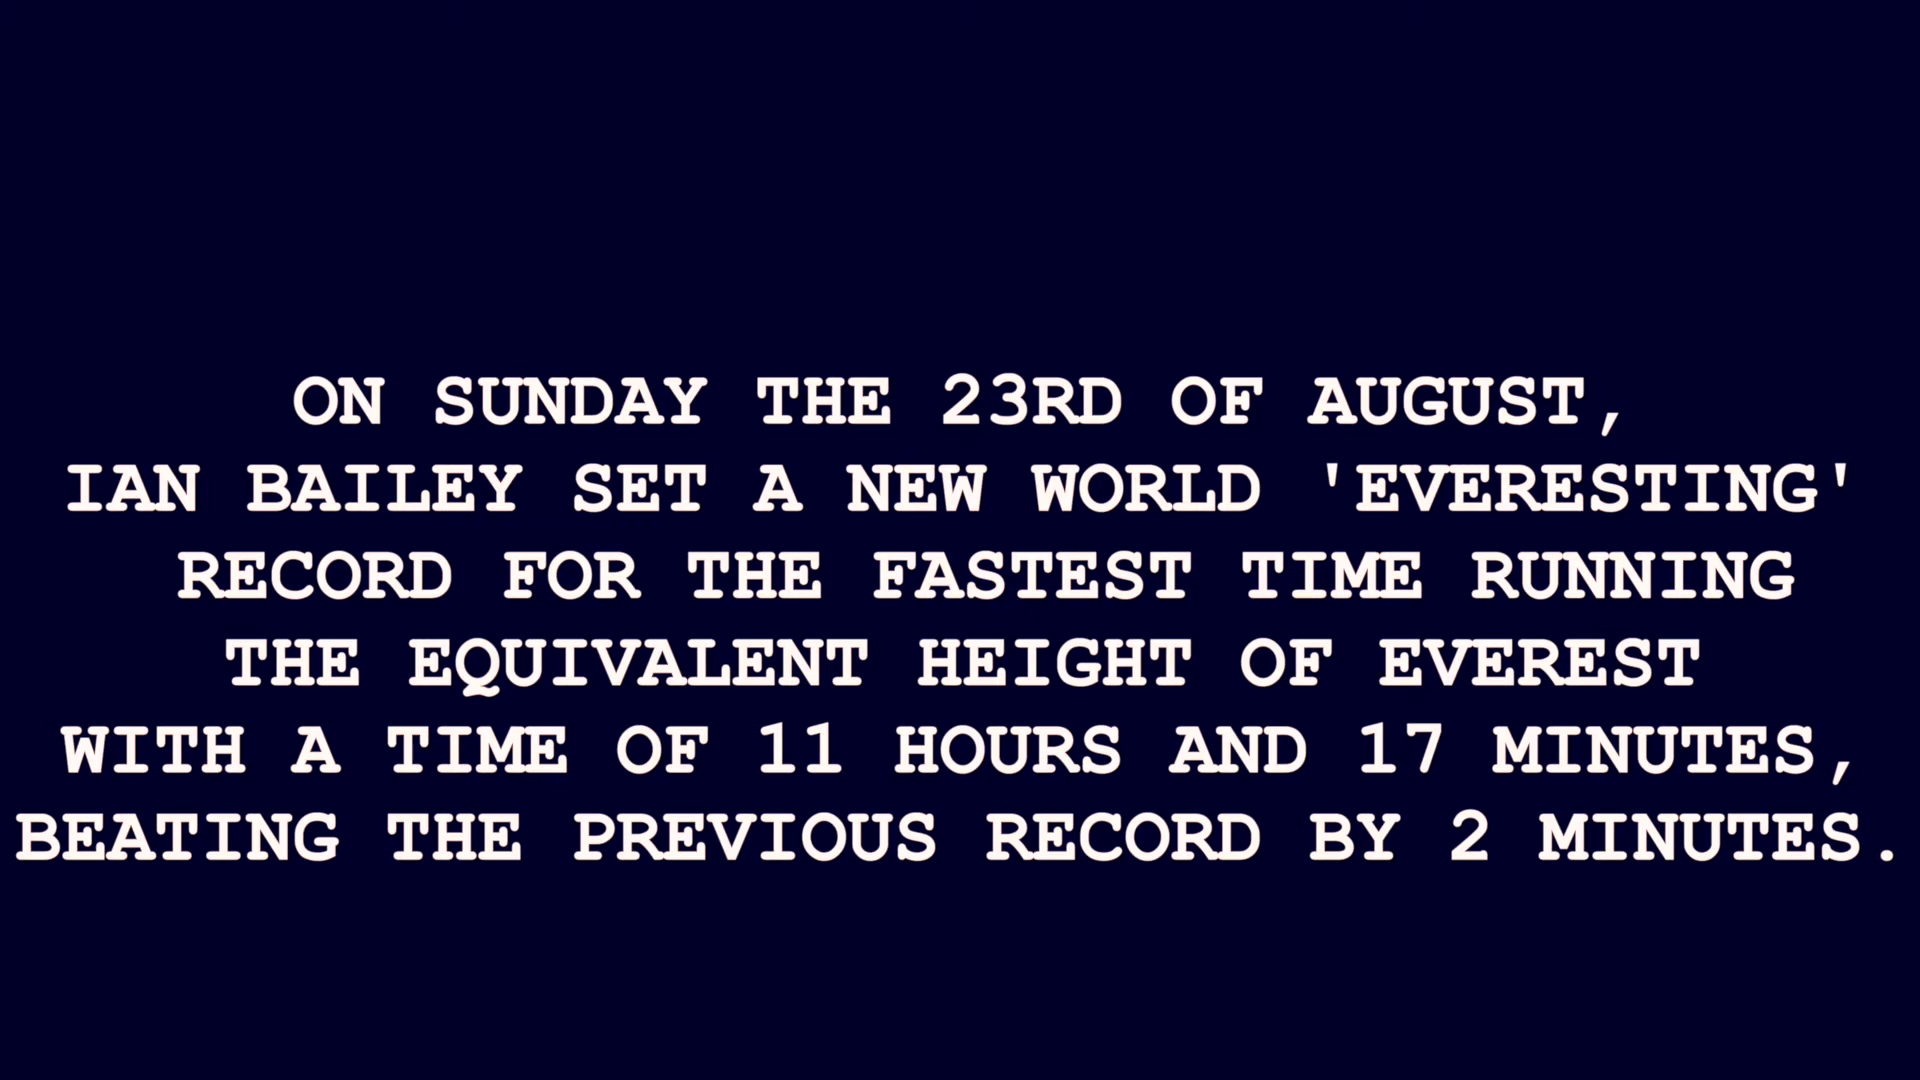 ON SUNDAY THE 23RD OF AUGUST,
IAN BAILEY SET A NEW WORLD 'EVERESTING'
RECORD FOR THE FASTEST TIME RUNNING
THE EQUIVALENT HEIGHT OF EVEREST
WITH A TIME OF 11 HOURS AND 17 MINUTES,
BEATING THE PREVIOUS RECORD BY 2 MINUTES.